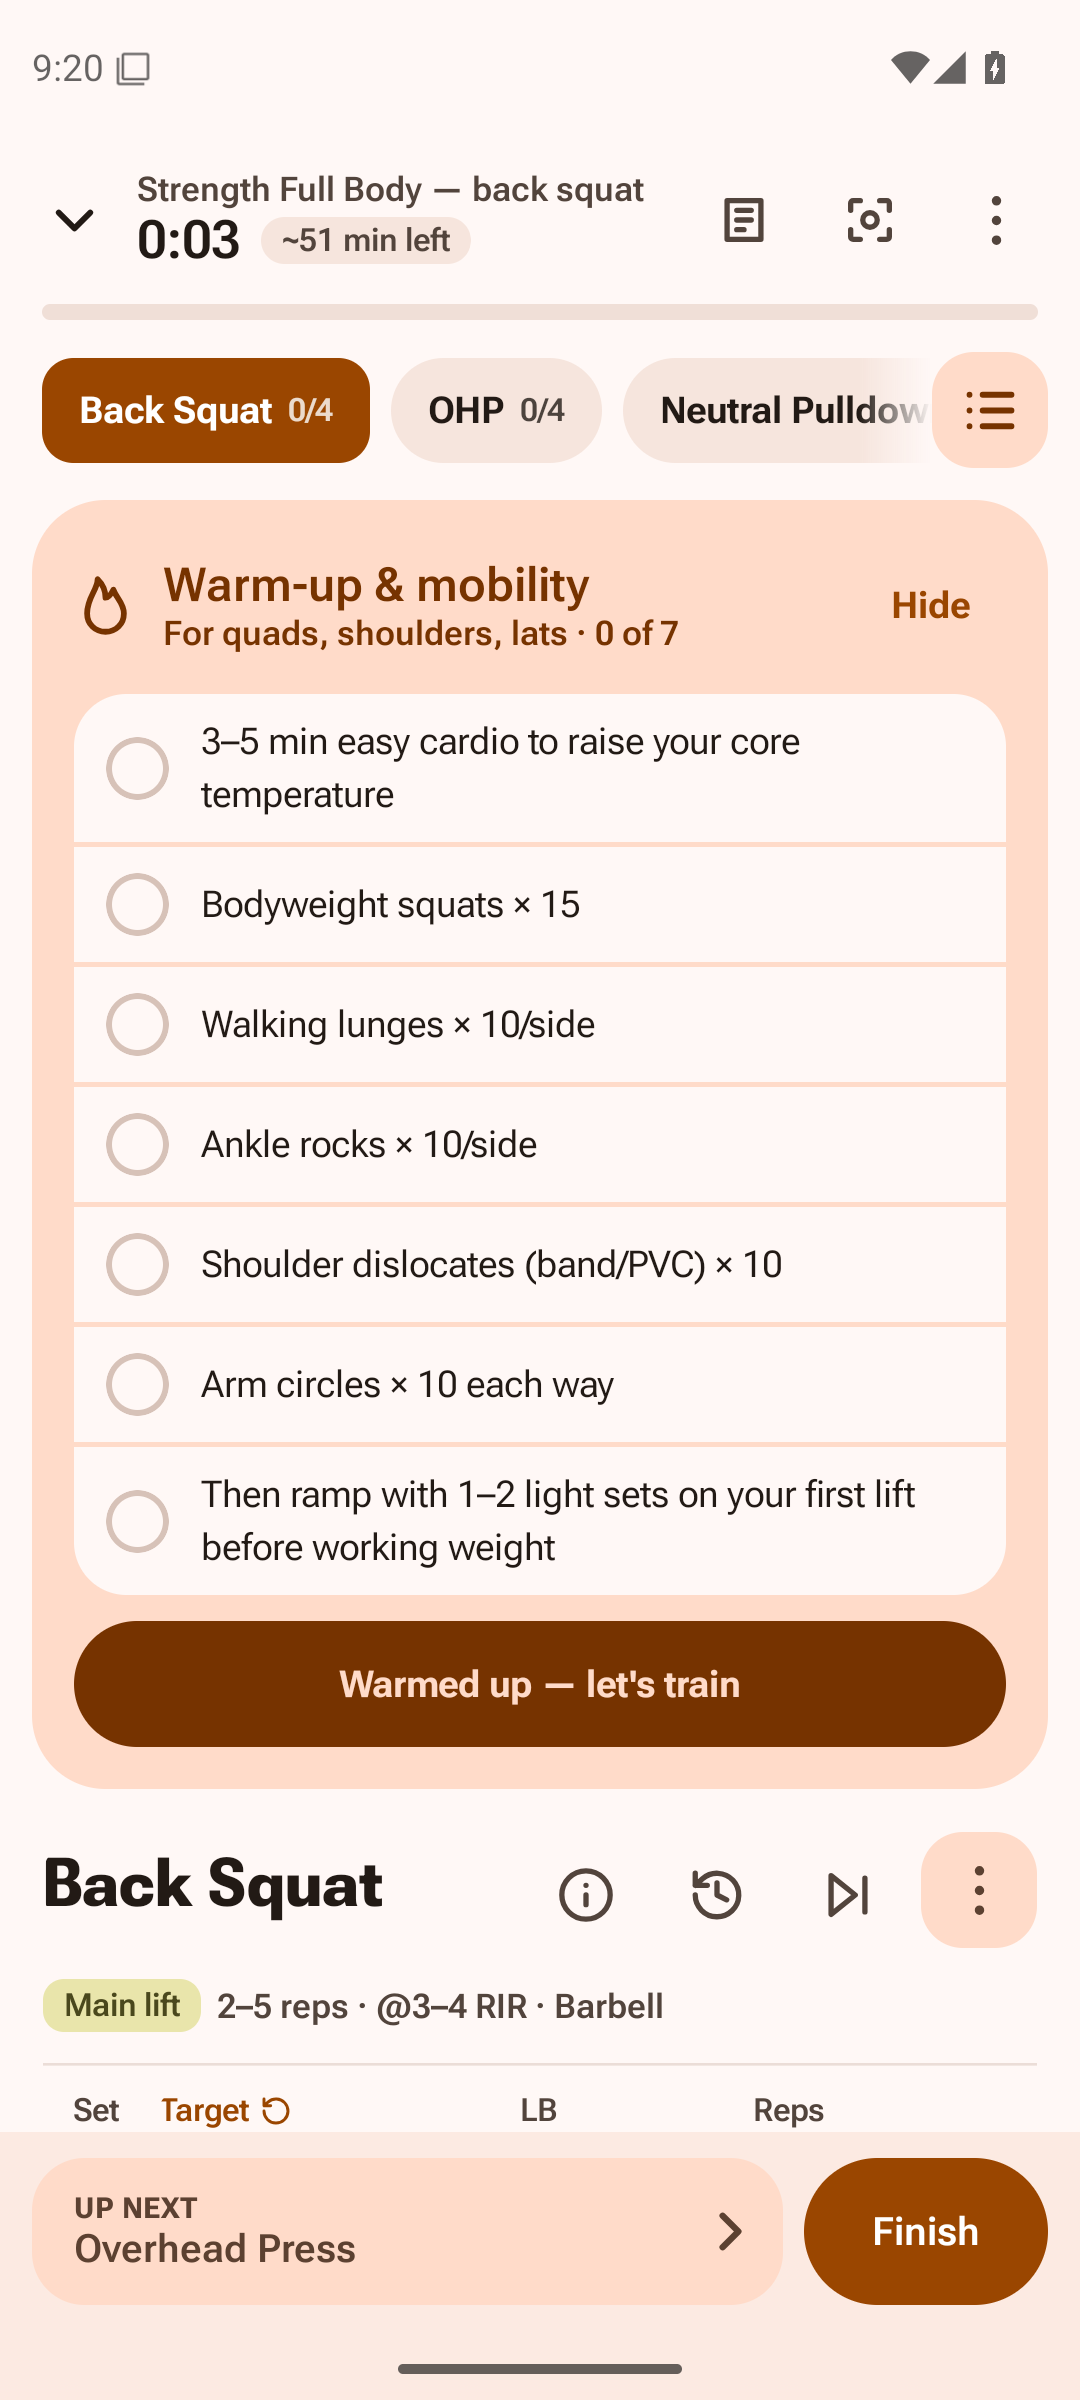 9:20
Strength Full Body — back squat
0:03 ~51 min left
Back Squat 0/4 OHP 0/4 Neutral Pulldow
Warm-up & mobility
For quads, shoulders, lats · 0 of 7
Hide
3–5 min easy cardio to raise your core
temperature
Bodyweight squats × 15
Walking lunges × 10/side
Ankle rocks × 10/side
Shoulder dislocates (band/PVC) × 10
Arm circles × 10 each way
Then ramp with 1–2 light sets on your first lift
before working weight
Warmed up — let's train
Back Squat
Main lift 2–5 reps · @3–4 RIR · Barbell
Set Target LB Reps
UP NEXT
Overhead Press
Finish